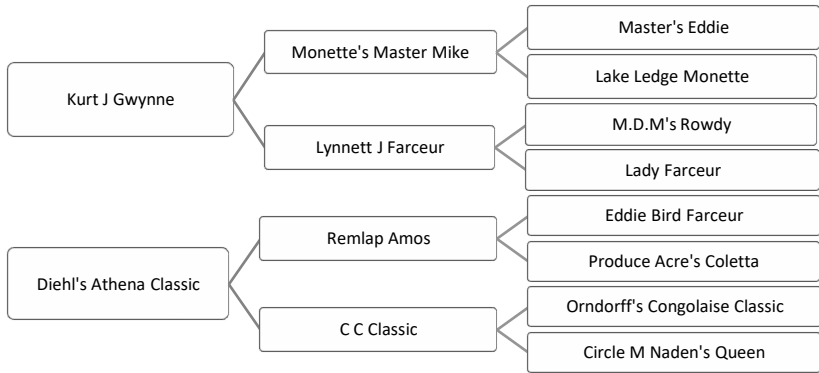 Kurt J Gwynne
Monette's Master Mike
Master's Eddie
Lake Ledge Monette
Lynnett J Farceur
M.D.M's Rowdy
Lady Farceur
Diehl's Athena Classic
Remlap Amos
Eddie Bird Farceur
Produce Acre's Coletta
C C Classic
Orndorff's Congolaise Classic
Circle M Naden's Queen